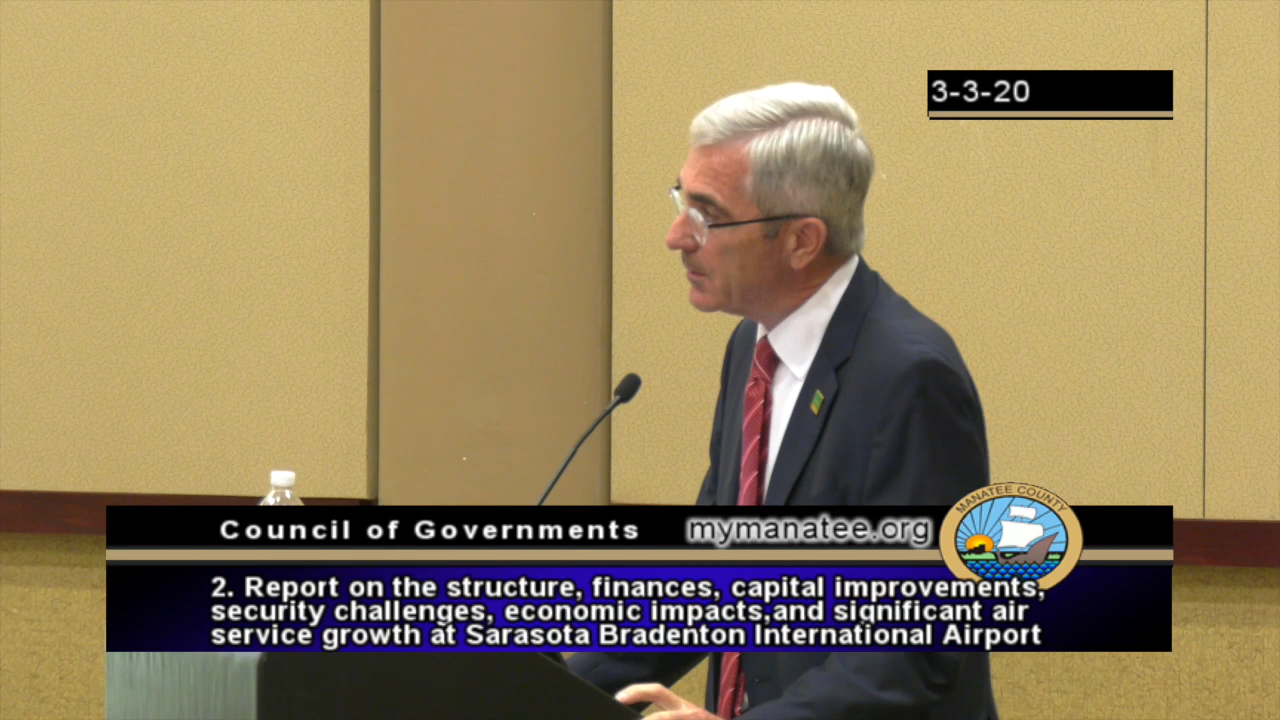 3-3-20
Council of Governments mymanatee.org
MANATEE COUNTY
2. Report on the structure, finances, capital improvements,
security challenges, economic impacts,and significant air
service growth at Sarasota Bradenton International Airport